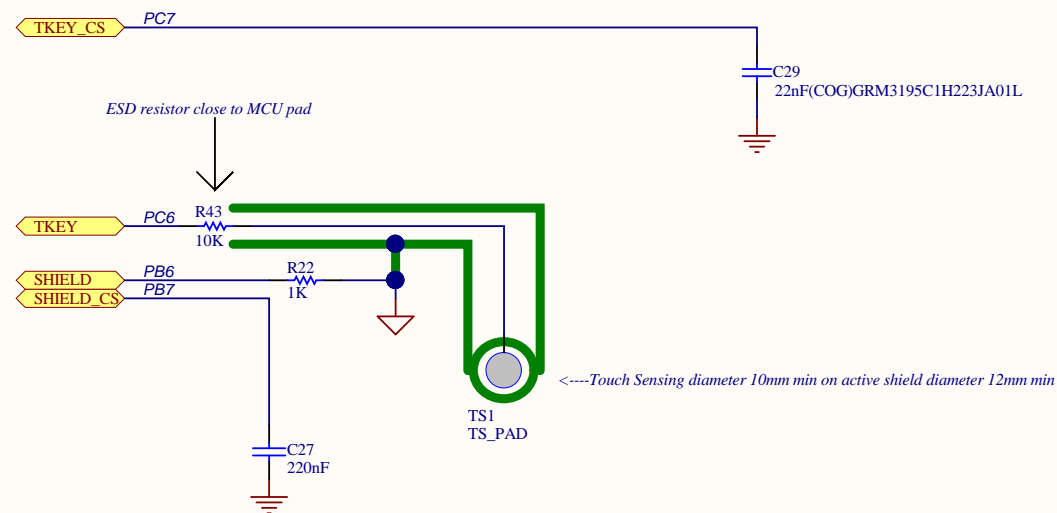 TKEY_CS PC7
C29
22nF(COG)GRM3195C1H223JA01L
ESD resistor close to MCU pad
TKEY PC6 R43
10K
SHIELD PB6 R22
1K
SHIELD_CS PB7
<----Touch Sensing diameter 10mm min on active shield diameter 12mm min
TS1
TS_PAD
C27
220nF